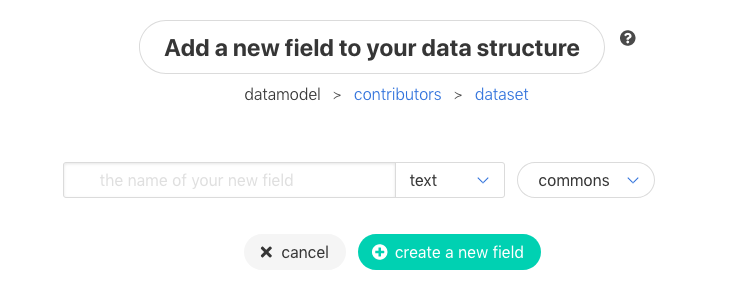 Add a new field to your data structure
datamodel > contributors > dataset
the name of your new field text commons
cancel create a new field